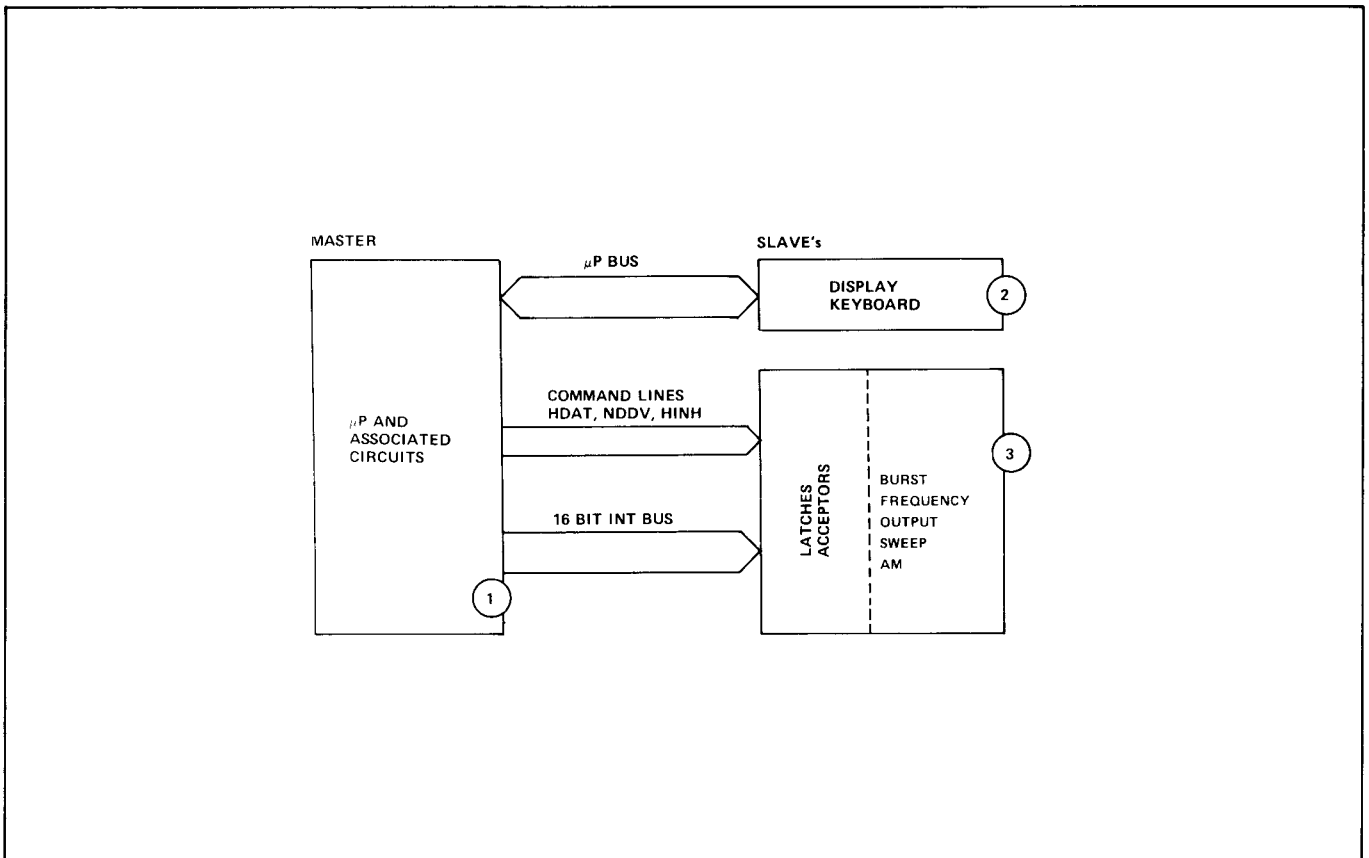 MASTER
SLAVE's
μP BUS
DISPLAY
KEYBOARD
2
COMMAND LINES
HDAT, NDDV, HINH
μP AND
ASSOCIATED
CIRCUITS
3
LATCHES
ACCEPTORS
BURST
FREQUENCY
OUTPUT
SWEEP
AM
16 BIT INT BUS
1